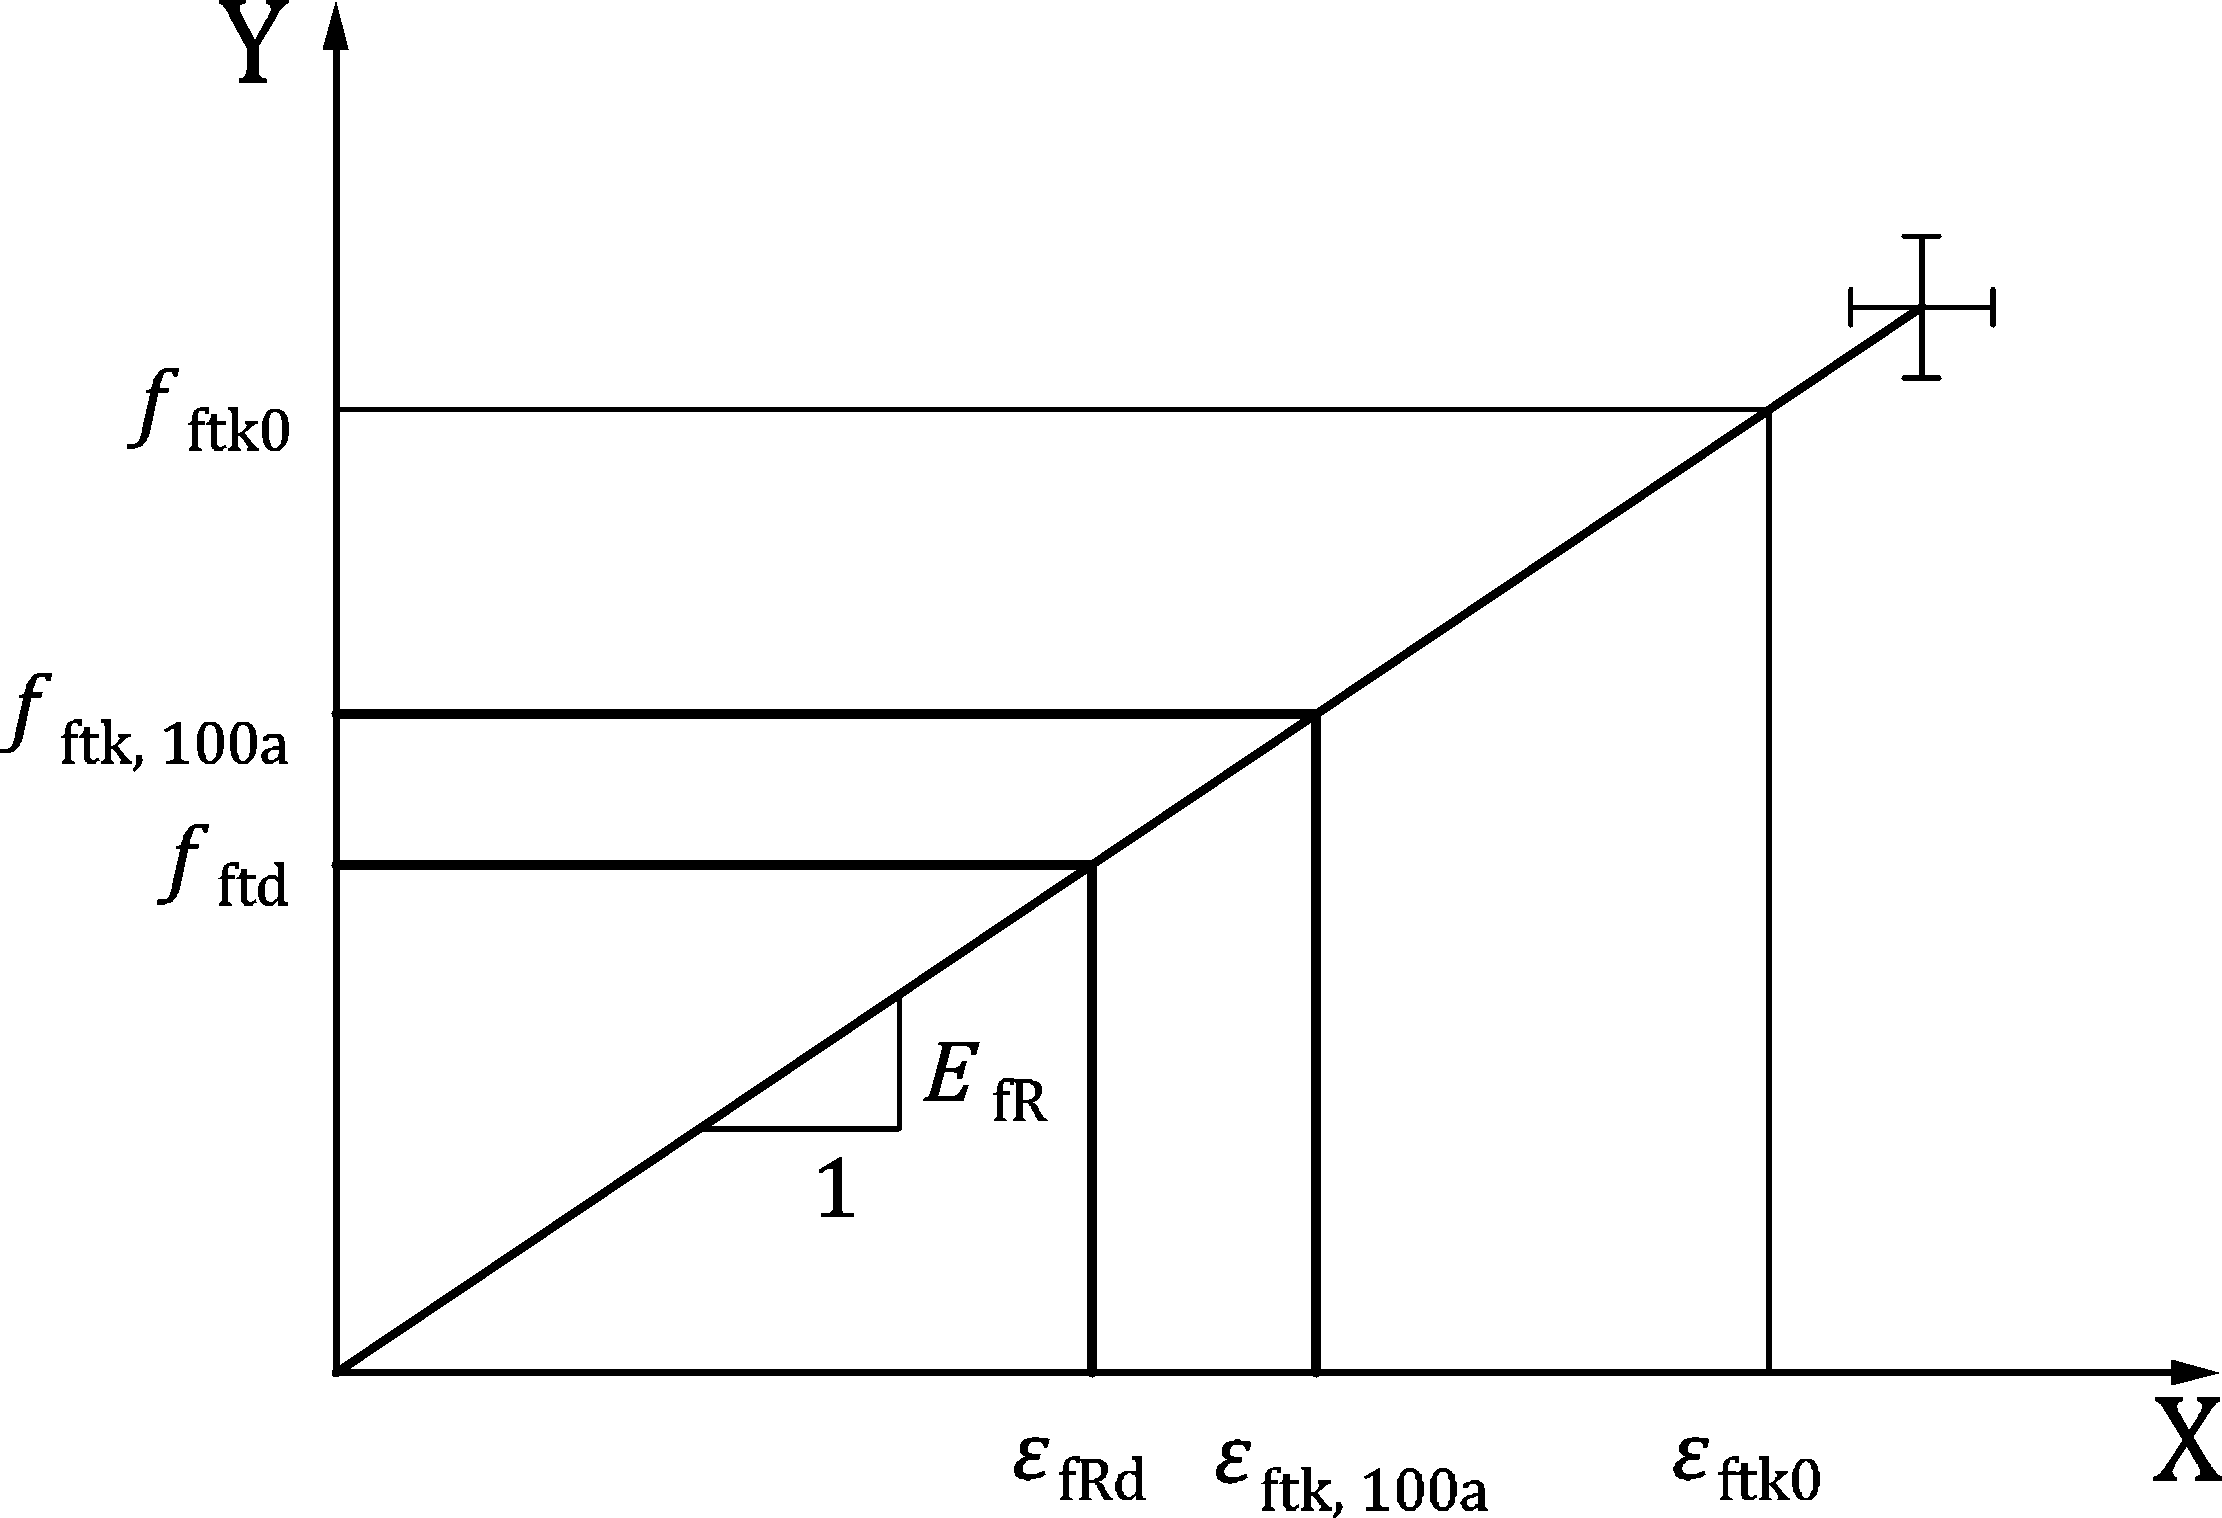 Y
f ftk0
f ftk, 100a
f ftd
E fR
1
ε fRd ε ftk, 100a ε ftk0
X